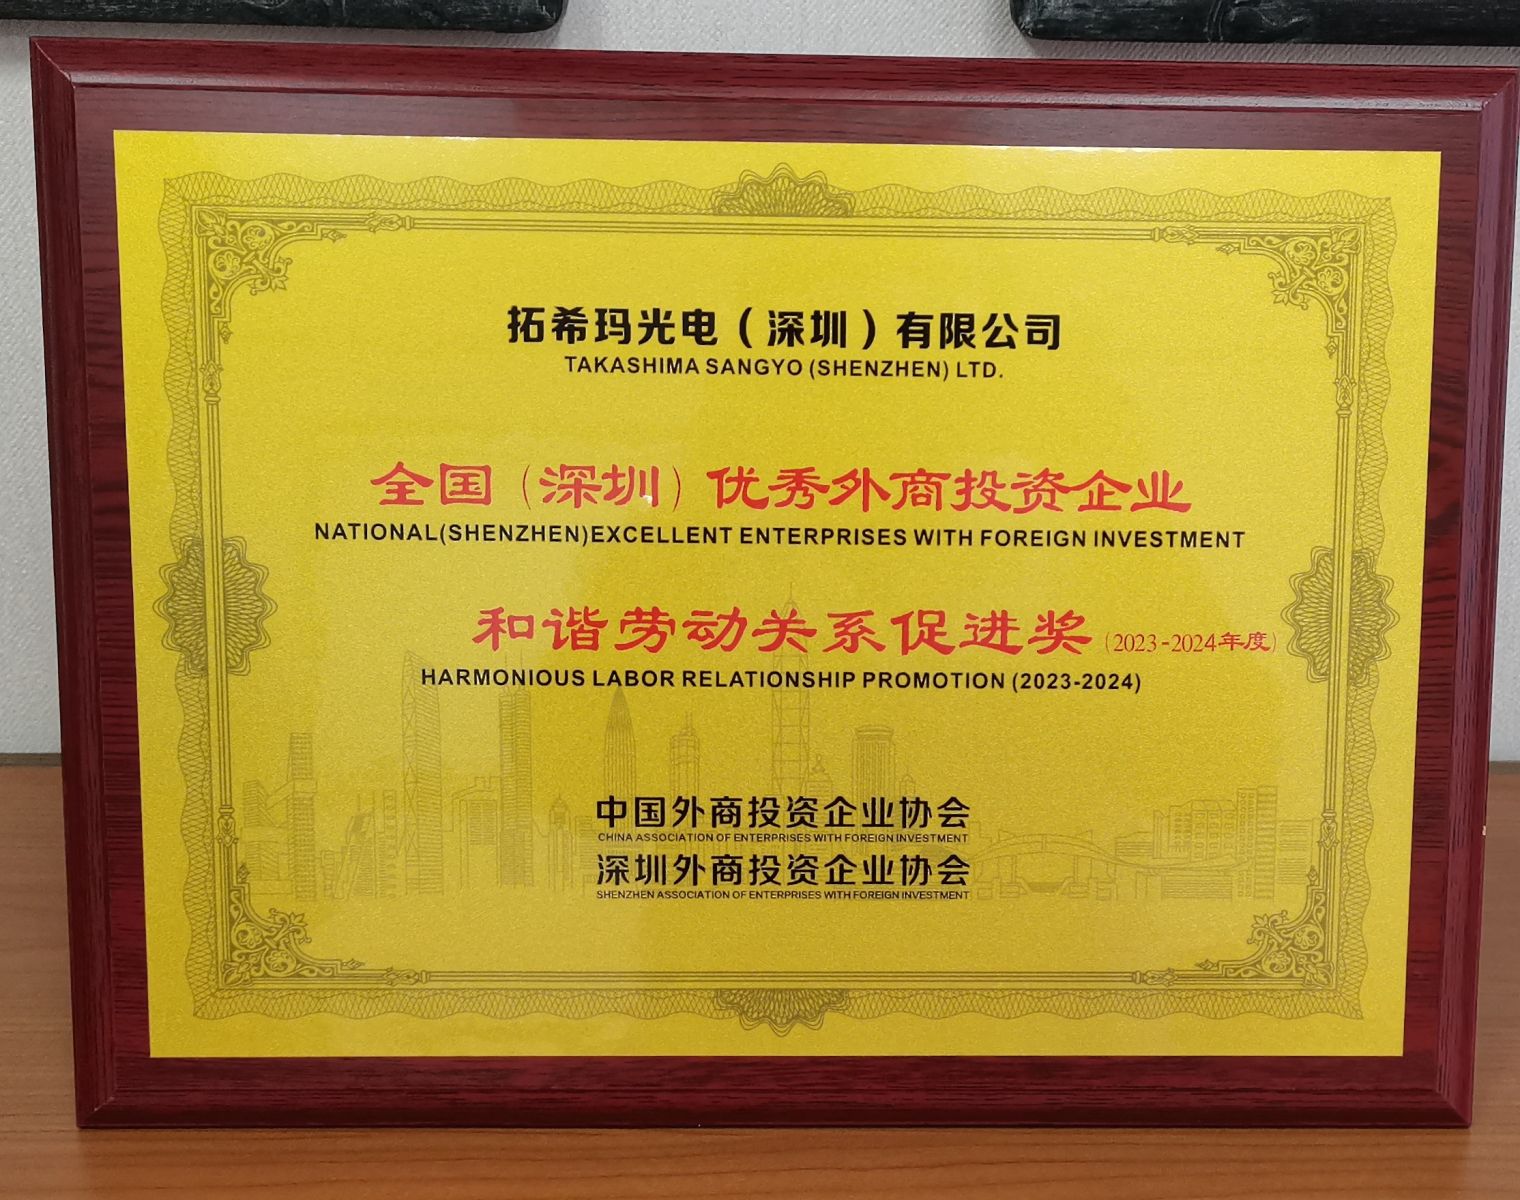 拓希玛光电（深圳）有限公司
TAKASHIMA SANGYO (SHENZHEN) LTD.
全国（深圳）优秀外商投资企业
NATIONAL(SHENZHEN)EXCELLENT ENTERPRISES WITH FOREIGN INVESTMENT
和谐劳动关系促进奖（2023-2024年度）
HARMONIOUS LABOR RELATIONSHIP PROMOTION (2023-2024)
中国外商投资企业协会
CHINA ASSOCIATION OF ENTERPRISES WITH FOREIGN INVESTMENT
深圳外商投资企业协会
SHENZHEN ASSOCIATION OF ENTERPRISES WITH FOREIGN INVESTMENT